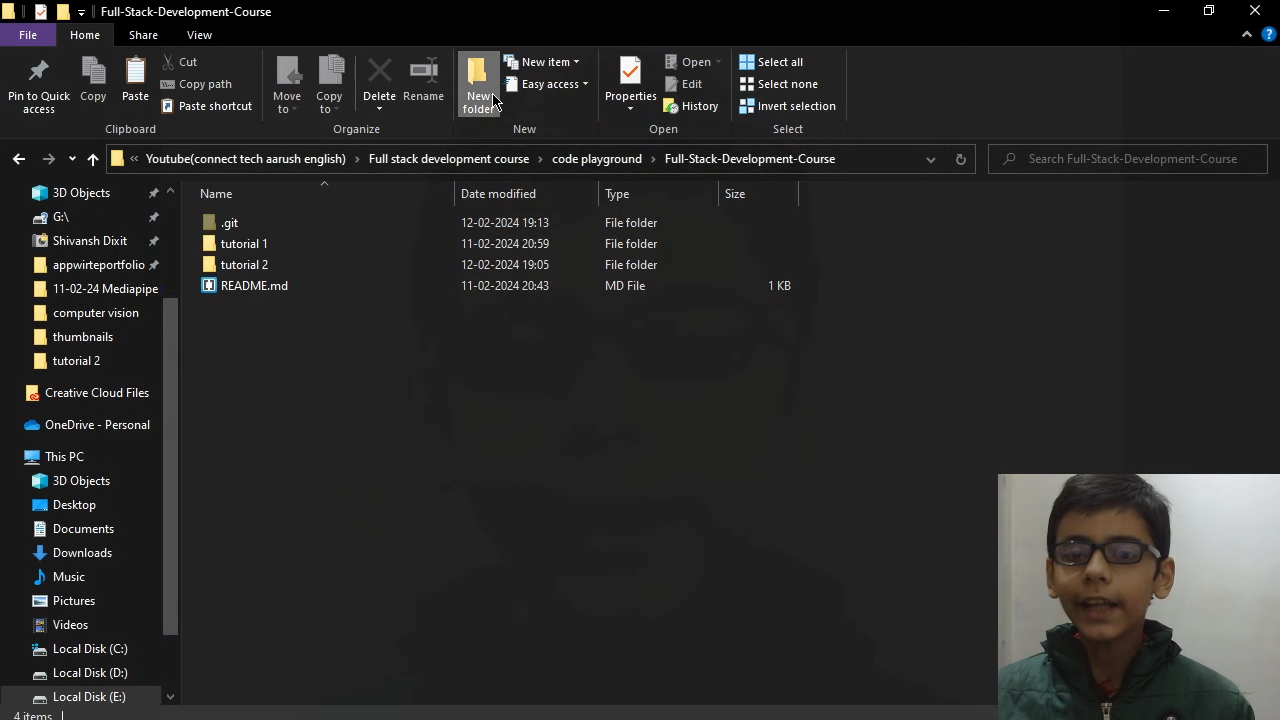 Full-Stack-Development-Course
File
Home
Share
View
Pin to Quick access
Copy
Paste
Cut
Copy path
Paste shortcut
Clipboard
Move to
Copy to
Delete
Rename
Organize
New folder
New item
Easy access
New
Properties
Open
Edit
History
Open
Select all
Select none
Invert selection
Select
« Youtube(connect tech aarush english) > Full stack development course > code playground > Full-Stack-Development-Course
Search Full-Stack-Development-Course
3D Objects
G:\
Shivansh Dixit
appwirteportfolio
11-02-24 Mediapipe
computer vision
thumbnails
tutorial 2
Creative Cloud Files
OneDrive - Personal
This PC
3D Objects
Desktop
Documents
Downloads
Music
Pictures
Videos
Local Disk (C:)
Local Disk (D:)
Local Disk (E:)
Name Date modified Type Size
.git 12-02-2024 19:13 File folder
tutorial 1 11-02-2024 20:59 File folder
tutorial 2 12-02-2024 19:05 File folder
README.md 11-02-2024 20:43 MD File 1 KB
4 items